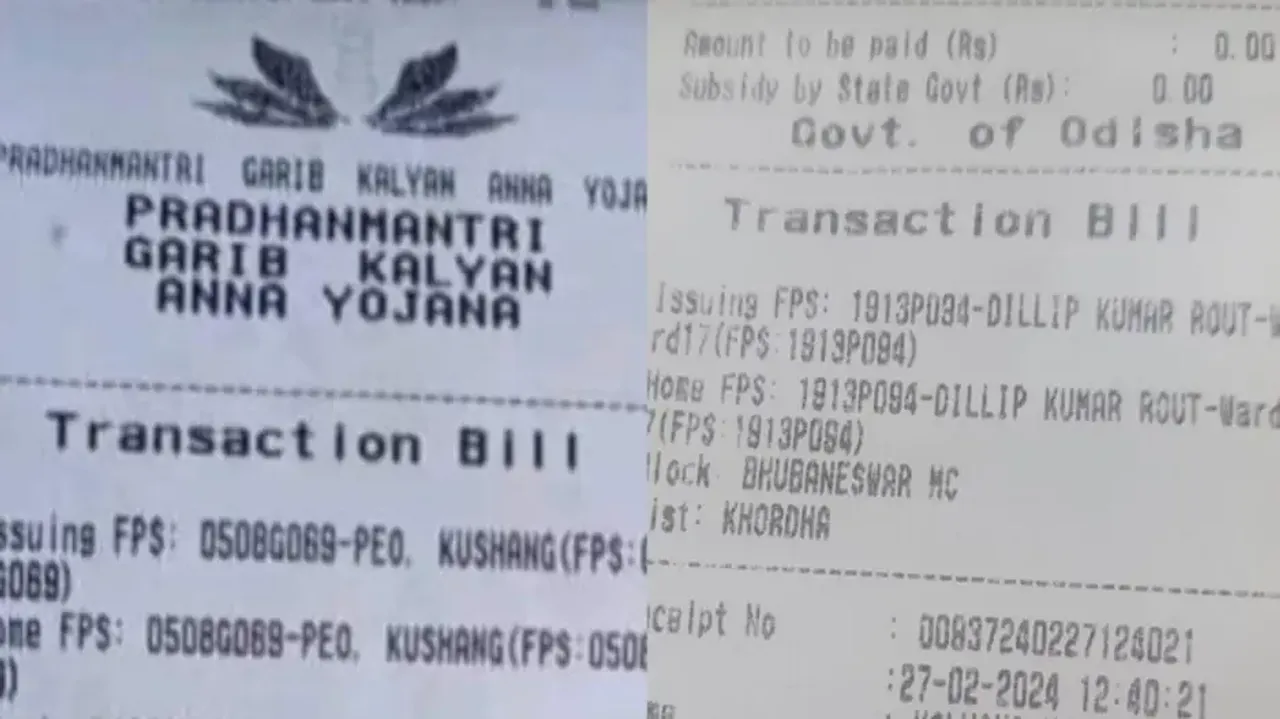 PRADHANMANTRI GARIB KALYAN ANNA YOJA
PRADHANMANTRI
GARIB KALYAN
ANNA YOJANA
Transaction Bill
ssuing FPS: 0508G069-PEO, KUSHANG(FPS:
G069)
ome FPS: 0508G069-PEO, KUSHANG(FPS:050
)
Amount to be paid (Rs) : 0.00
Subsidy by State Govt (Rs): 0.00
Govt. of Odisha
Transaction Bill
Issuing FPS: 1913P094-DILLIP KUMAR ROUT-W
rd17(FPS:1913P094)
Home FPS: 1913P094-DILLIP KUMAR ROUT-Ward
7(FPS:1913P094)
lock BHUBANESWAR MC
ist: KHORDHA
ceipt No : 00837240227124021
:27-02-2024 12:40:21